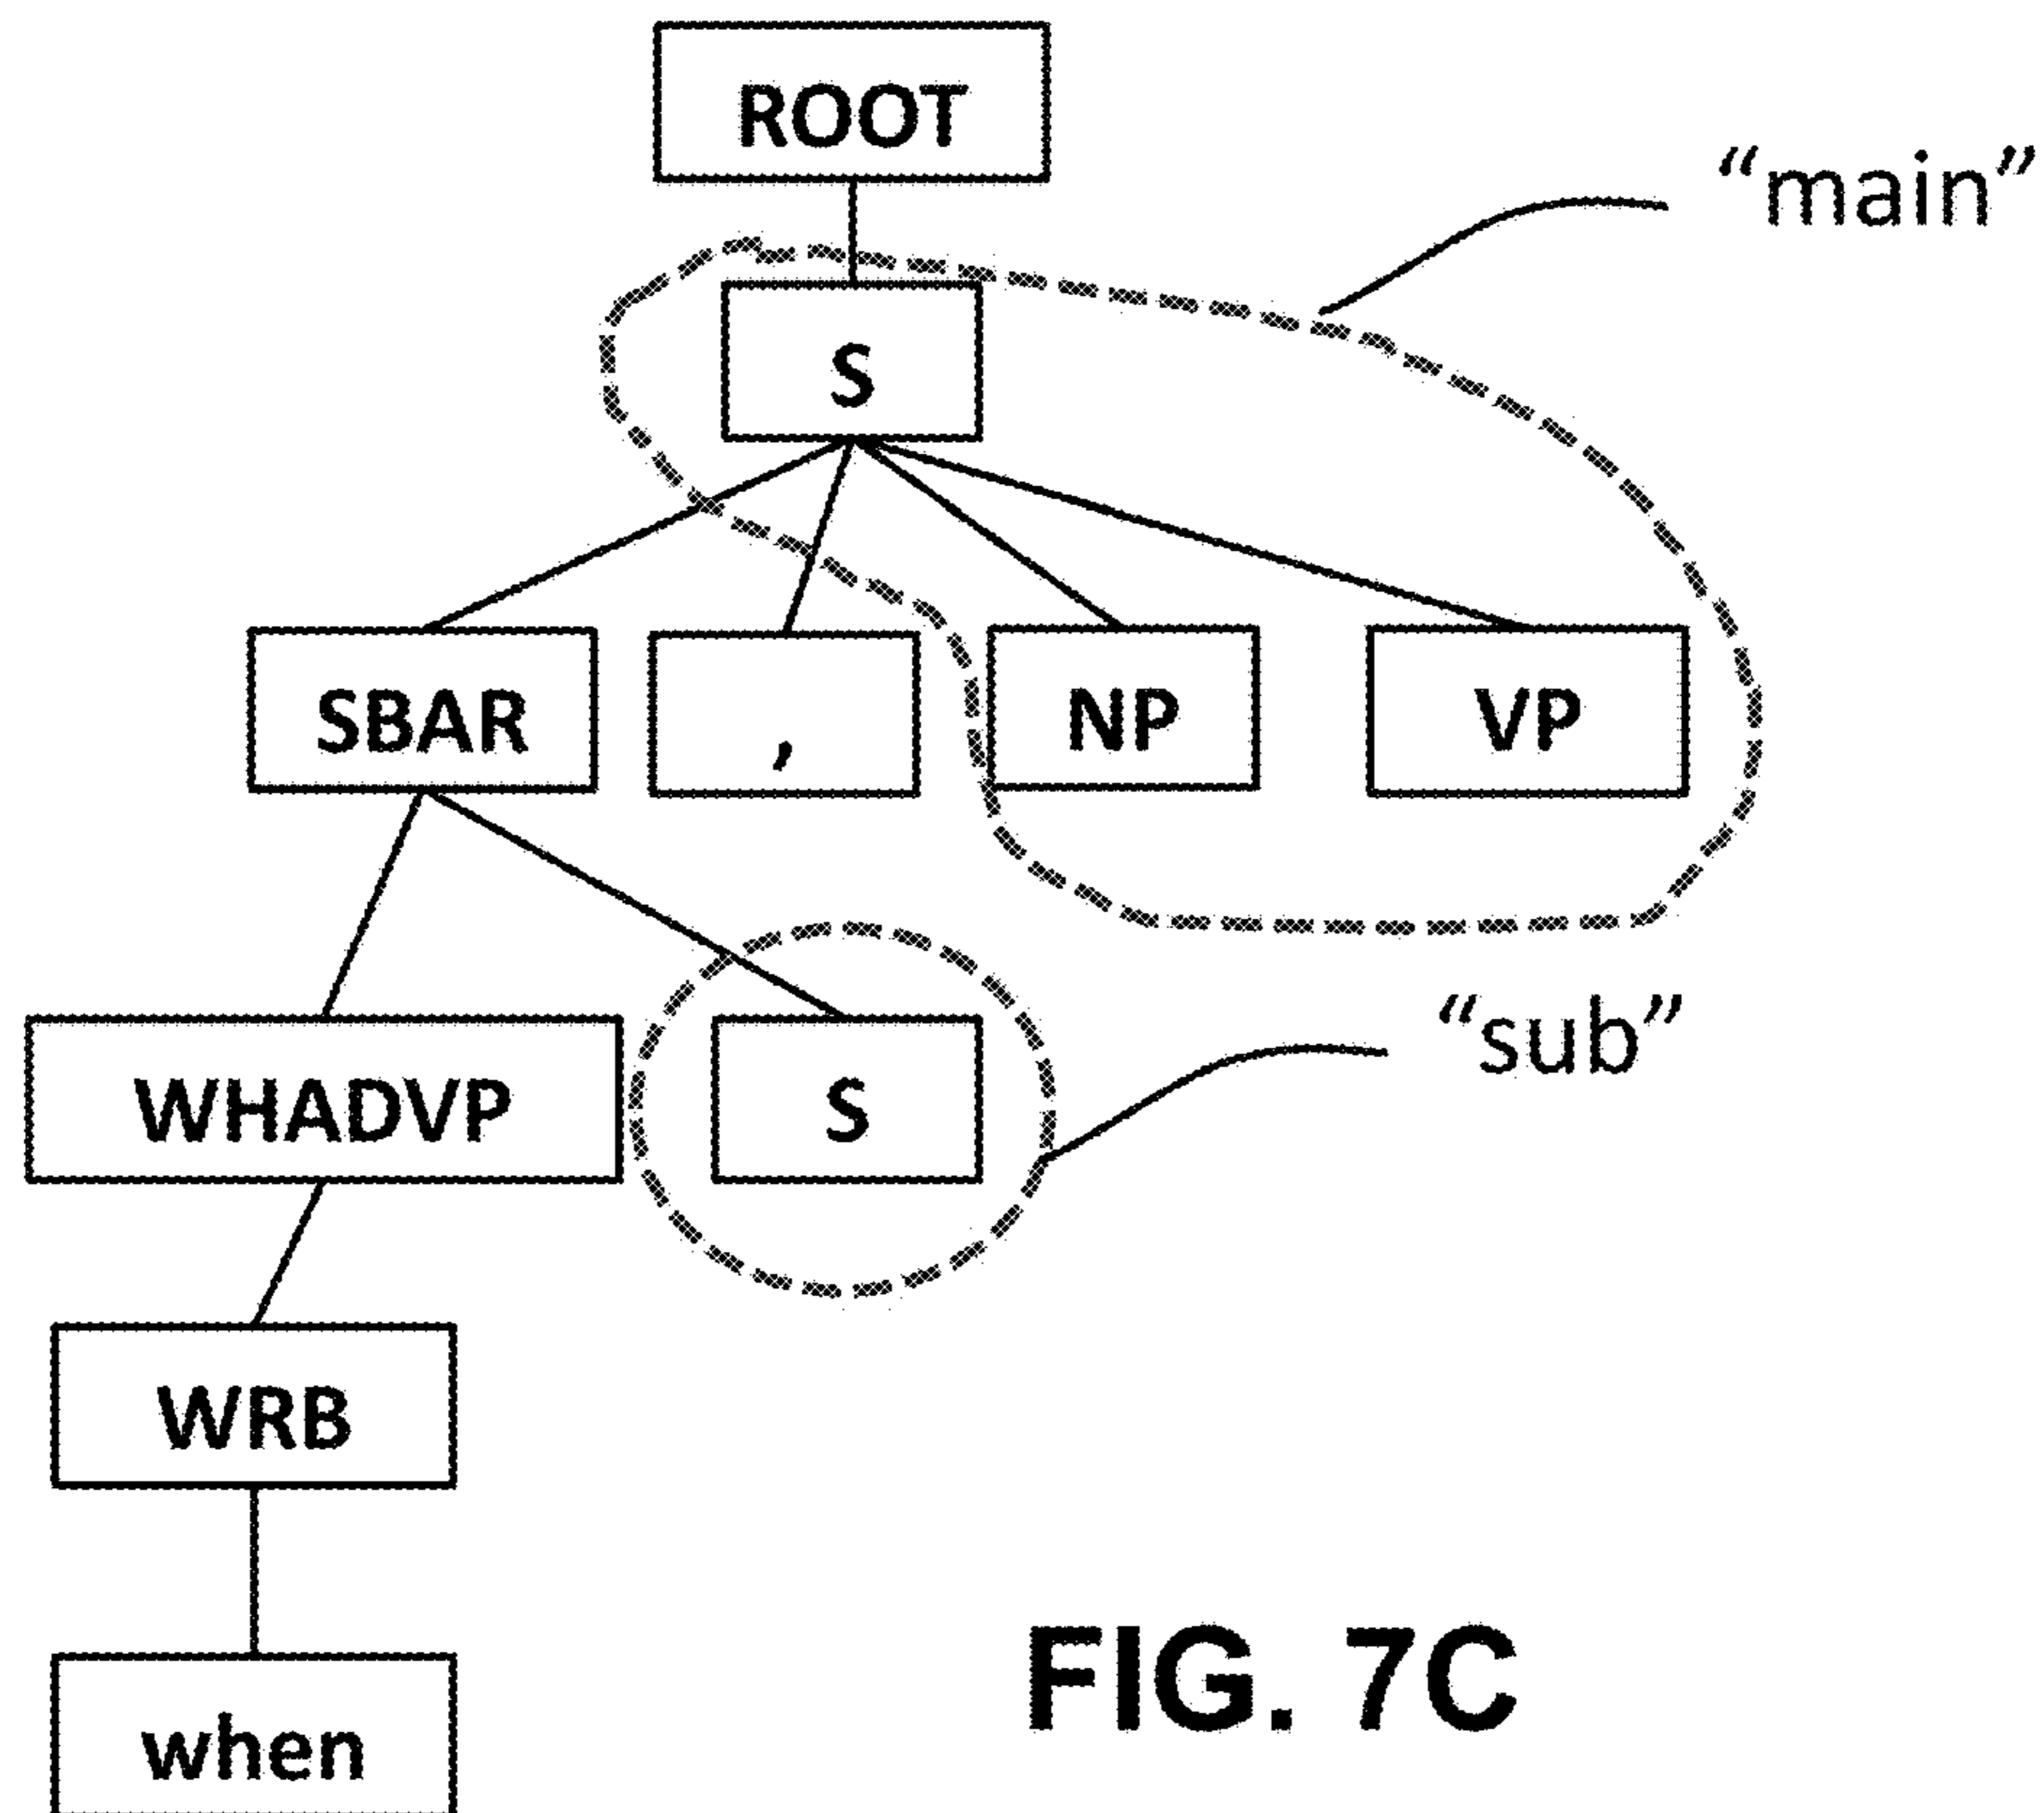 ROOT
“main”
S
SBAR , NP VP
“sub”
WHADVP S
WRB
when
FIG. 7C